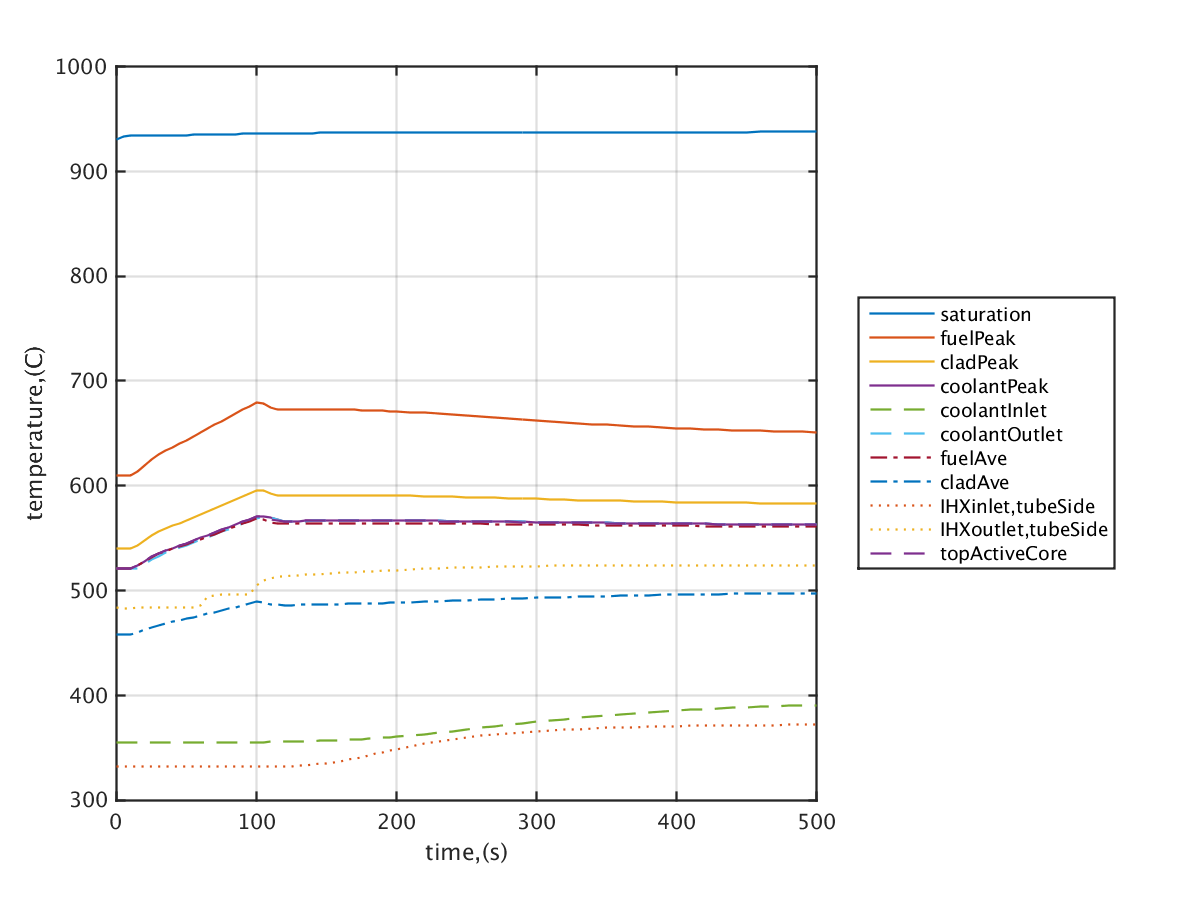 1000
900
800
700
600
500
400
300
temperature,(C)
0 100 200 300 400 500
time,(s)
saturation
fuelPeak
cladPeak
coolantPeak
coolantInlet
coolantOutlet
fuelAve
cladAve
IHXinlet,tubeSide
IHXoutlet,tubeSide
topActiveCore